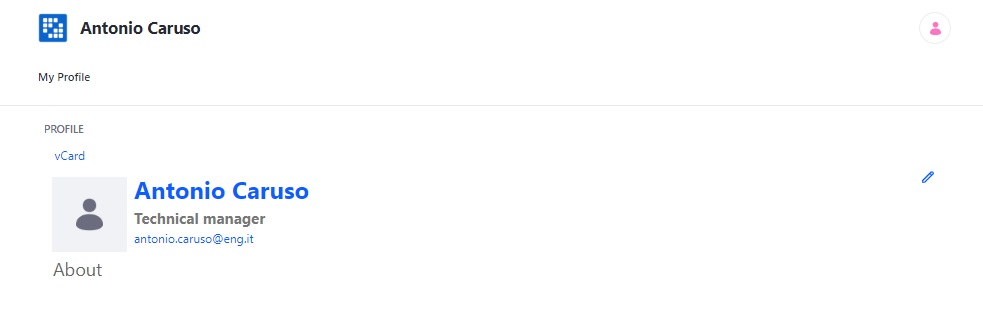 Antonio Caruso
My Profile
PROFILE
vCard
Antonio Caruso
Technical manager
antonio.caruso@eng.it
About